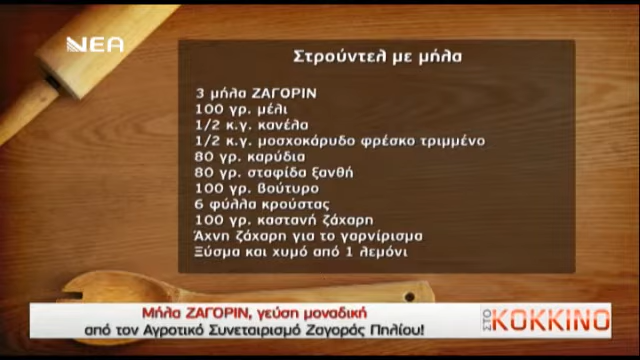 ΝΕΑ
Στρούντελ με μήλα
3 μήλα ΖΑΓΟΡΙΝ
100 γρ. μέλι
1/2 κ.γ. κανέλα
1/2 κ.γ. μοσχοκάρυδο φρέσκο τριμμένο
80 γρ. καρύδια
80 γρ. σταφίδα ξανθή
100 γρ. βούτυρο
6 φύλλα κρούστας
100 γρ. καστανή ζάχαρη
Άχνη ζάχαρη για το γαρνίρισμα
Ξύσμα και χυμό από 1 λεμόνι
Μήλα ΖΑΓΟΡΙΝ, γεύση μοναδική
από τον Αγροτικό Συνεταιρισμό Ζαγοράς Πηλίου!
ΣΤΟ ΚΟΚΚΙΝΟ